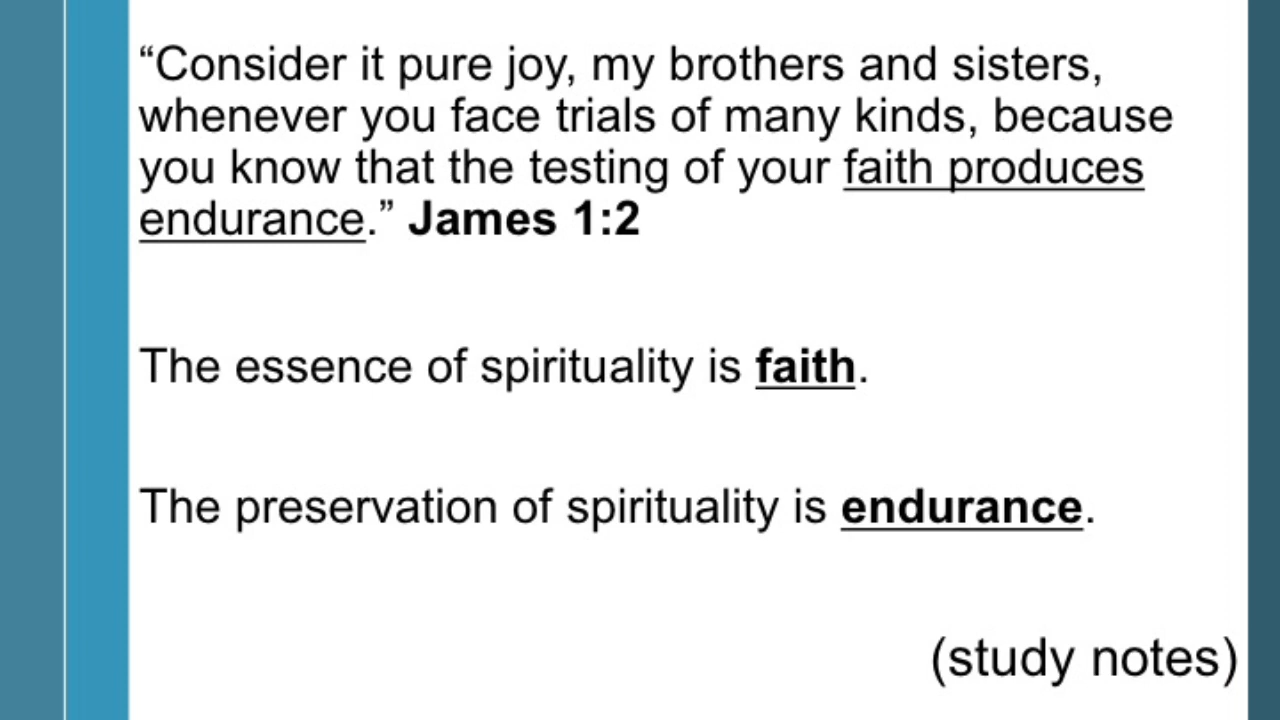 “Consider it pure joy, my brothers and sisters,
whenever you face trials of many kinds, because
you know that the testing of your faith produces
endurance.” James 1:2
The essence of spirituality is faith.
The preservation of spirituality is endurance.
(study notes)